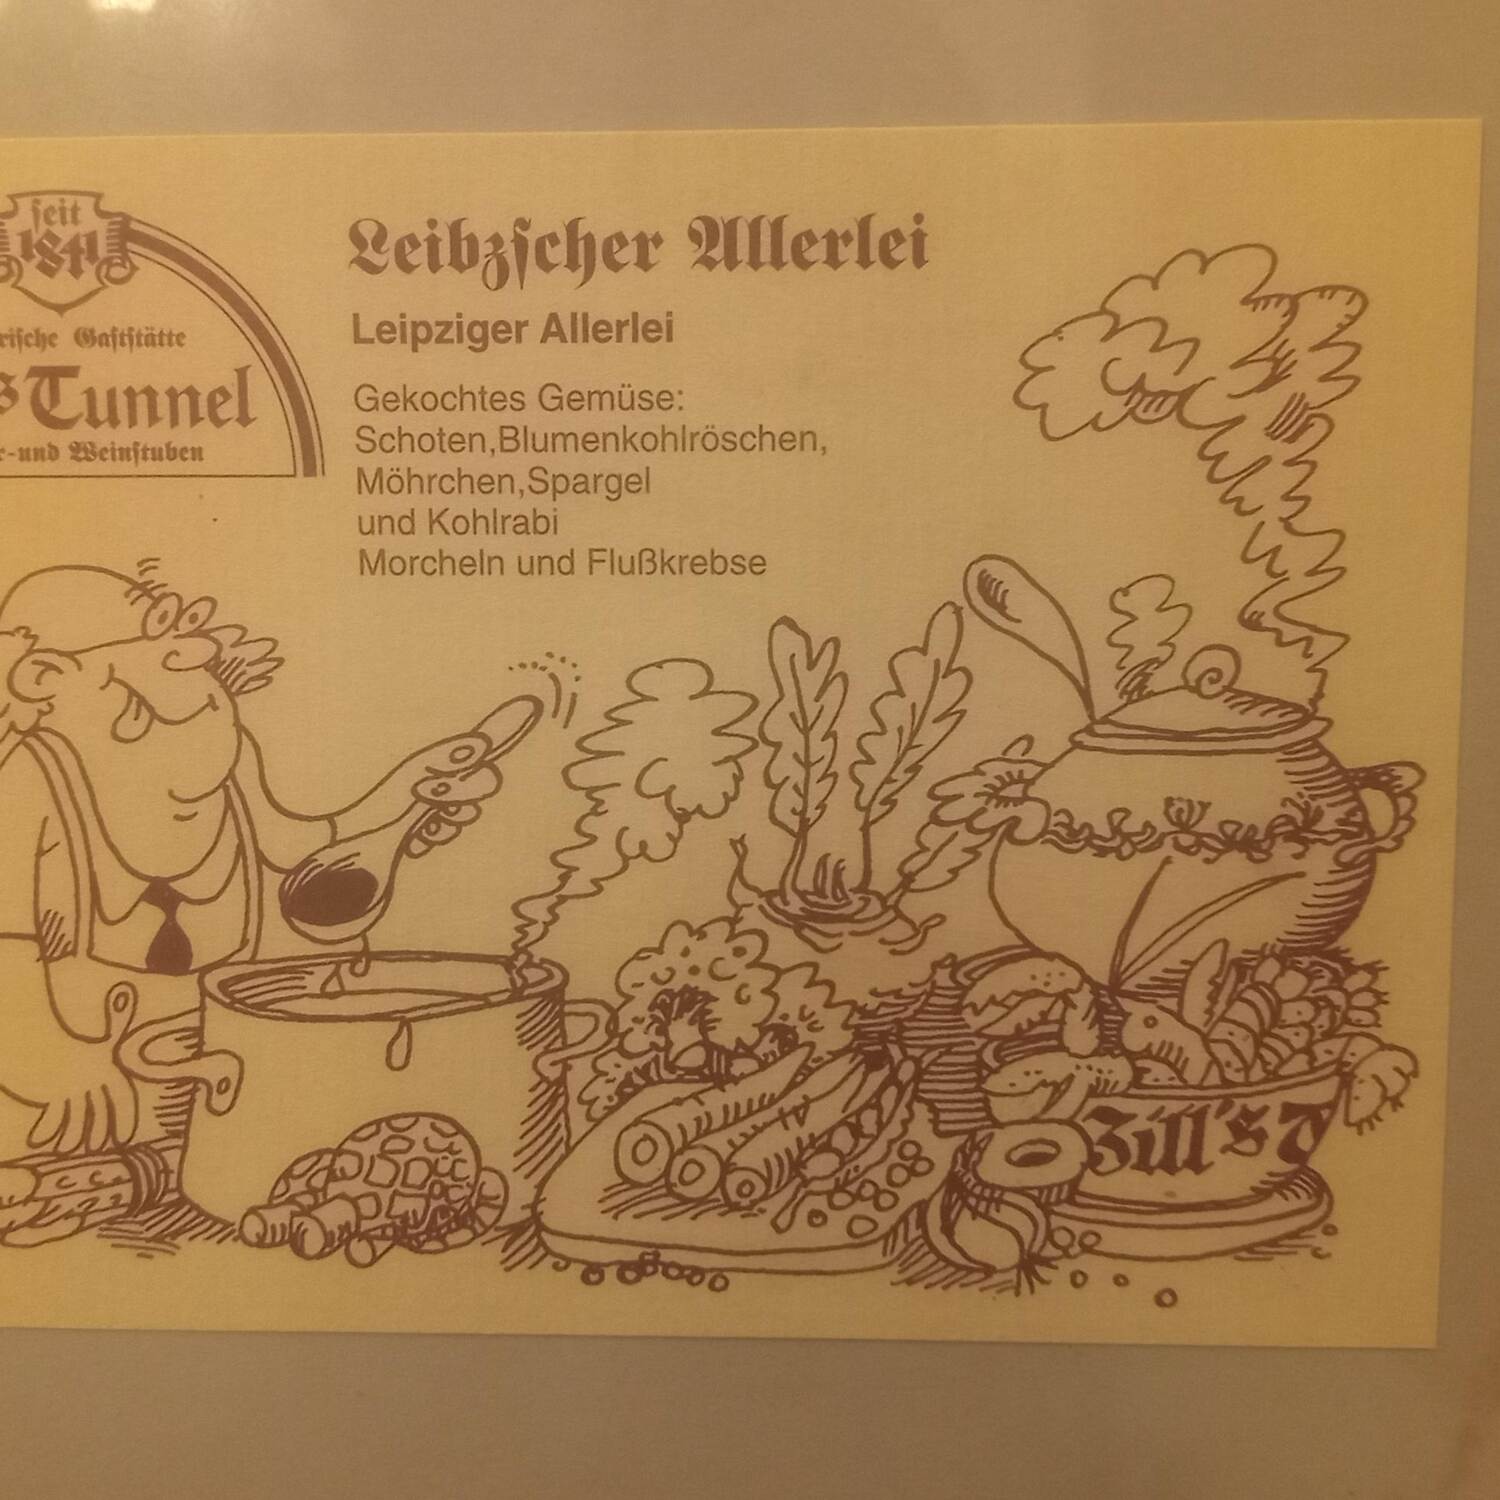 seit
1841
Gaststätte
Tunnel
und Weinstuben
Leibzscher Allerlei
Leipziger Allerlei
Gekochtes Gemüse:
Schoten,Blumenkohlröschen,
Möhrchen,Spargel
und Kohlrabi
Morcheln und Flußkrebse
Zill's T